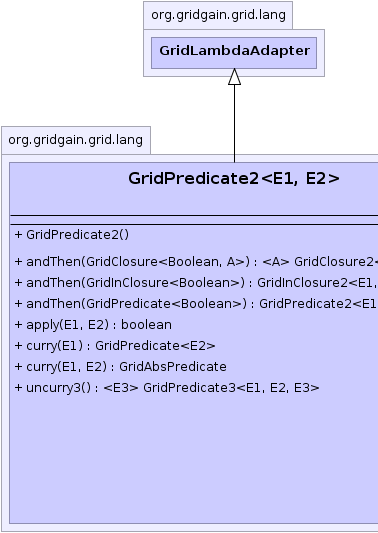 org.gridgain.grid.lang
GridLambdaAdapter
org.gridgain.grid.lang
GridPredicate2<E1, E2>
+ GridPredicate2()
+ andThen(GridClosure<Boolean, A>) : <A> GridClosure2<
+ andThen(GridInClosure<Boolean>) : GridInClosure2<E1,
+ andThen(GridPredicate<Boolean>) : GridPredicate2<E1
+ apply(E1, E2) : boolean
+ curry(E1) : GridPredicate<E2>
+ curry(E1, E2) : GridAbsPredicate
+ uncurry3() : <E3> GridPredicate3<E1, E2, E3>